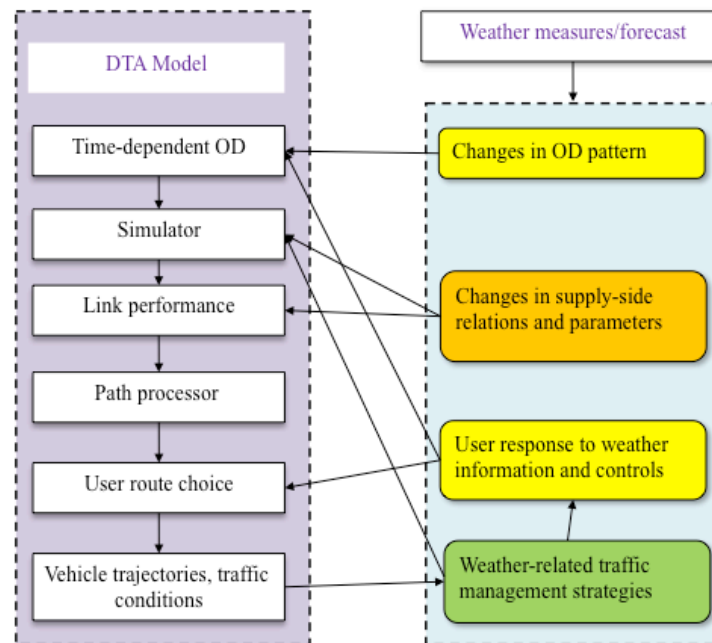 DTA Model
Time-dependent OD
Simulator
Link performance
Path processor
User route choice
Vehicle trajectories, traffic
conditions
Weather measures/forecast
Changes in OD pattern
Changes in supply-side
relations and parameters
User response to weather
information and controls
Weather-related traffic
management strategies